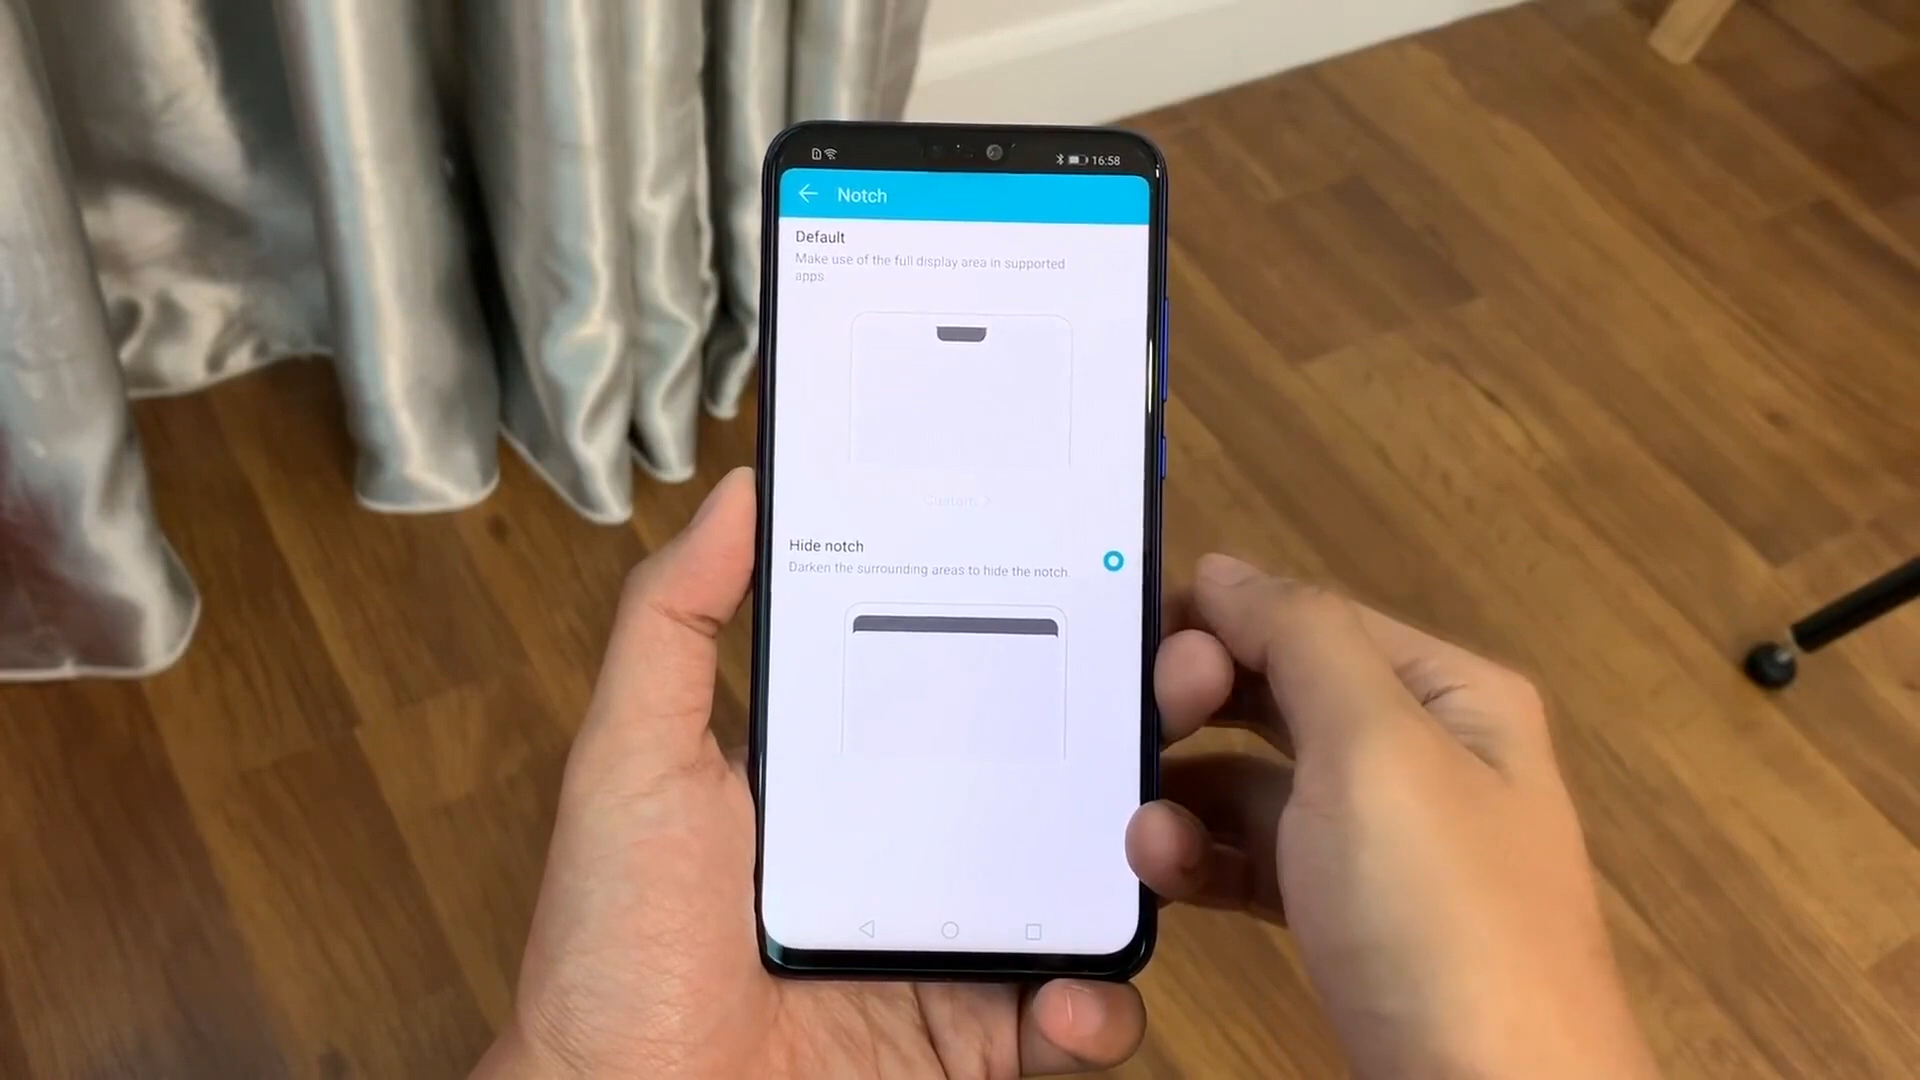 16:58
Notch
Default
Make use of the full display area in supported
apps.
Custom
Hide notch
Darken the surrounding areas to hide the notch.